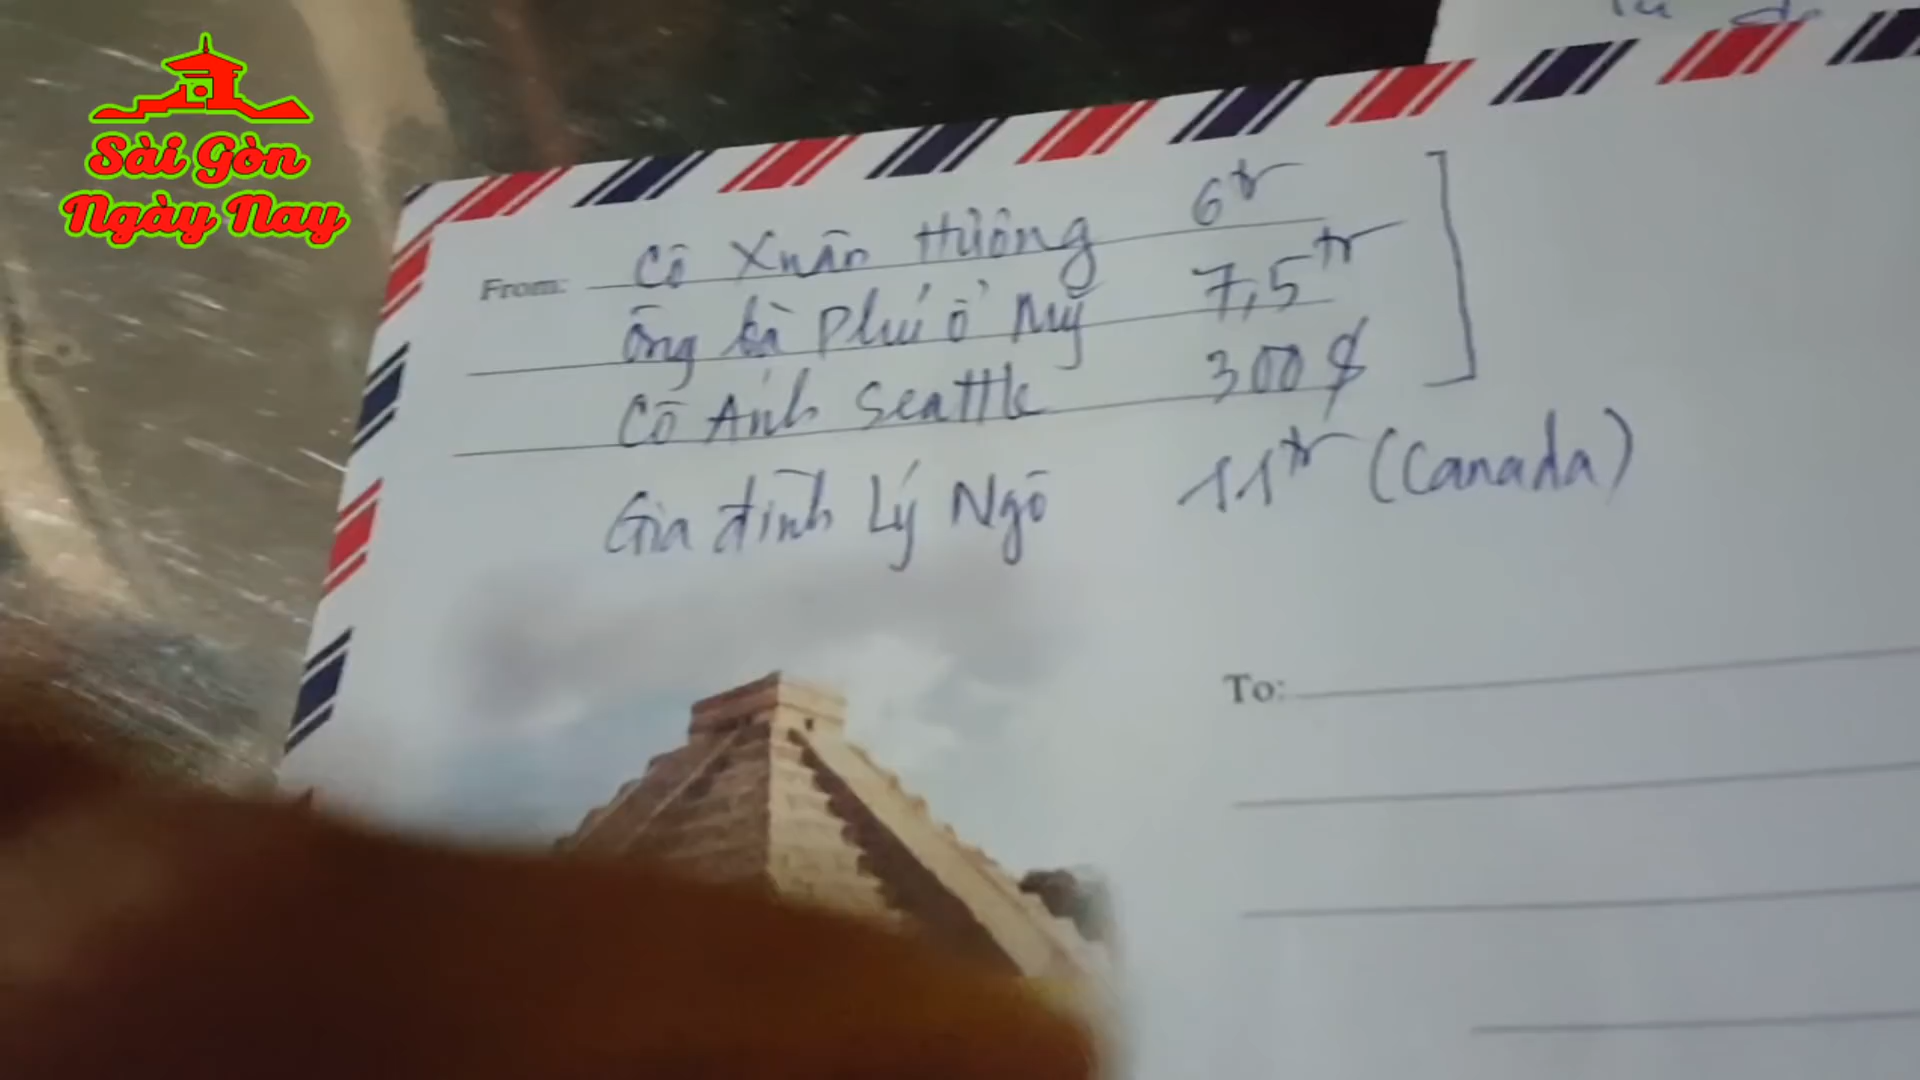 Sài Gòn
Ngày Nay
From: Cô Xuân Hương 6tr
Ông bà Phú ở Mỹ 7,5tr
Cô Ánh Seattle 300$
Gia đình Lý Ngô 11tr (Canada)
To: